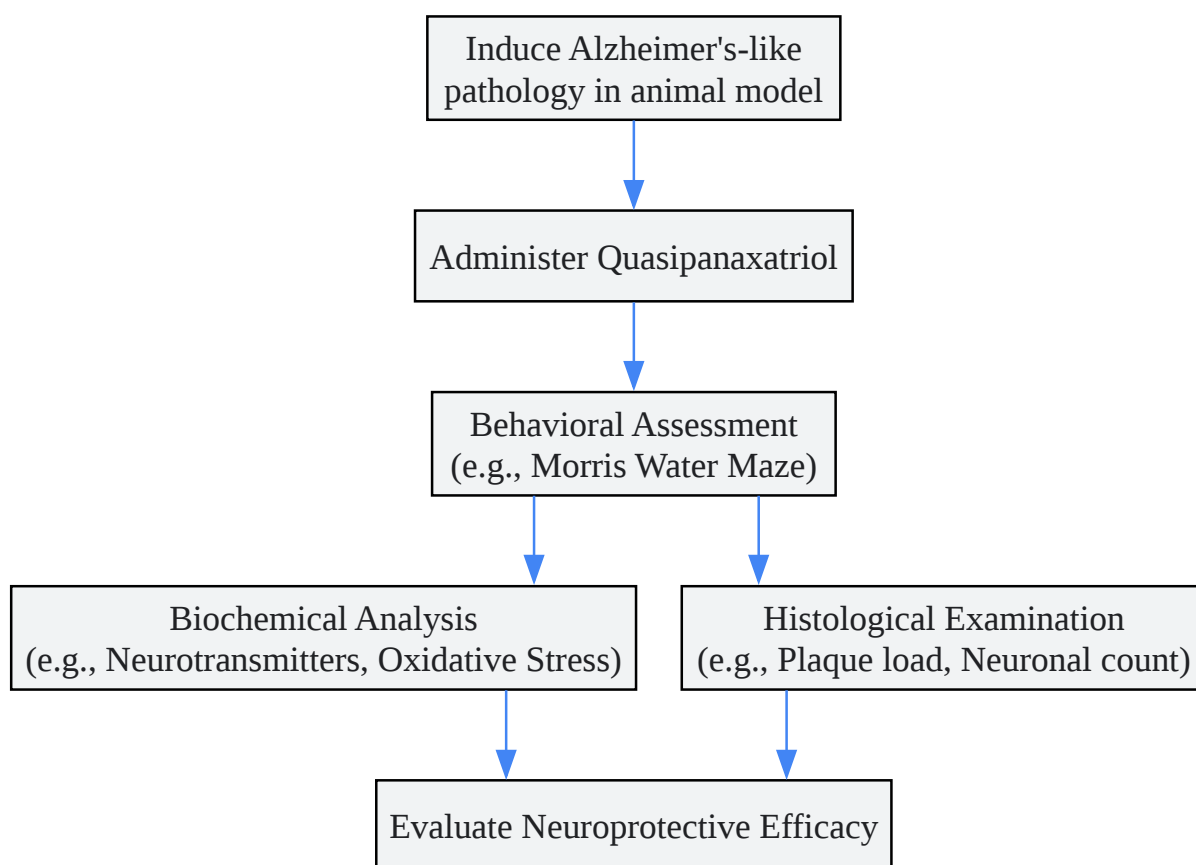 Induce Alzheimer's-like
pathology in animal model
Administer Quasipanaxatriol
Behavioral Assessment
(e.g., Morris Water Maze)
Biochemical Analysis
(e.g., Neurotransmitters, Oxidative Stress)
Histological Examination
(e.g., Plaque load, Neuronal count)
Evaluate Neuroprotective Efficacy